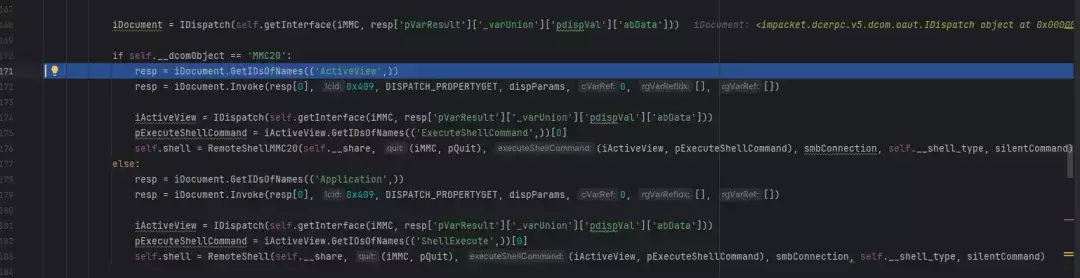 iDocument = IDispatch(self.getInterface(iMMC, resp['pVarResult']['_varUnion']['pdispVal']['abData'])) iDocument: <impacket.dcerpc.v5.dcom.oaut.IDispatch object at 0x00000
169
if self.__dcomObject == 'MMC20':
171 resp = iDocument.GetIDsOfNames(('ActiveView',))
172 resp = iDocument.Invoke(resp[0], lcid: 0x409, DISPATCH_PROPERTYGET, dispParams, cVarRef: 0, rgVarRefIdx: [], rgVarRef: [])
173
174 iActiveView = IDispatch(self.getInterface(iMMC, resp['pVarResult']['_varUnion']['pdispVal']['abData']))
175 pExecuteShellCommand = iActiveView.GetIDsOfNames(('ExecuteShellCommand',))[0]
176 self.shell = RemoteShellMMC20(self.__share, quit: (iMMC, pQuit), executeShellCommand: (iActiveView, pExecuteShellCommand), smbConnection, self.__shell_type, silentCommand)
177 else:
178 resp = iDocument.GetIDsOfNames(('Application',))
179 resp = iDocument.Invoke(resp[0], lcid: 0x409, DISPATCH_PROPERTYGET, dispParams, cVarRef: 0, rgVarRefIdx: [], rgVarRef: [])
180
181 iActiveView = IDispatch(self.getInterface(iMMC, resp['pVarResult']['_varUnion']['pdispVal']['abData']))
182 pExecuteShellCommand = iActiveView.GetIDsOfNames(('ShellExecute',))[0]
183 self.shell = RemoteShell(self.__share, quit: (iMMC, pQuit), executeShellCommand: (iActiveView, pExecuteShellCommand), smbConnection, self.__shell_type, silentCommand)
184